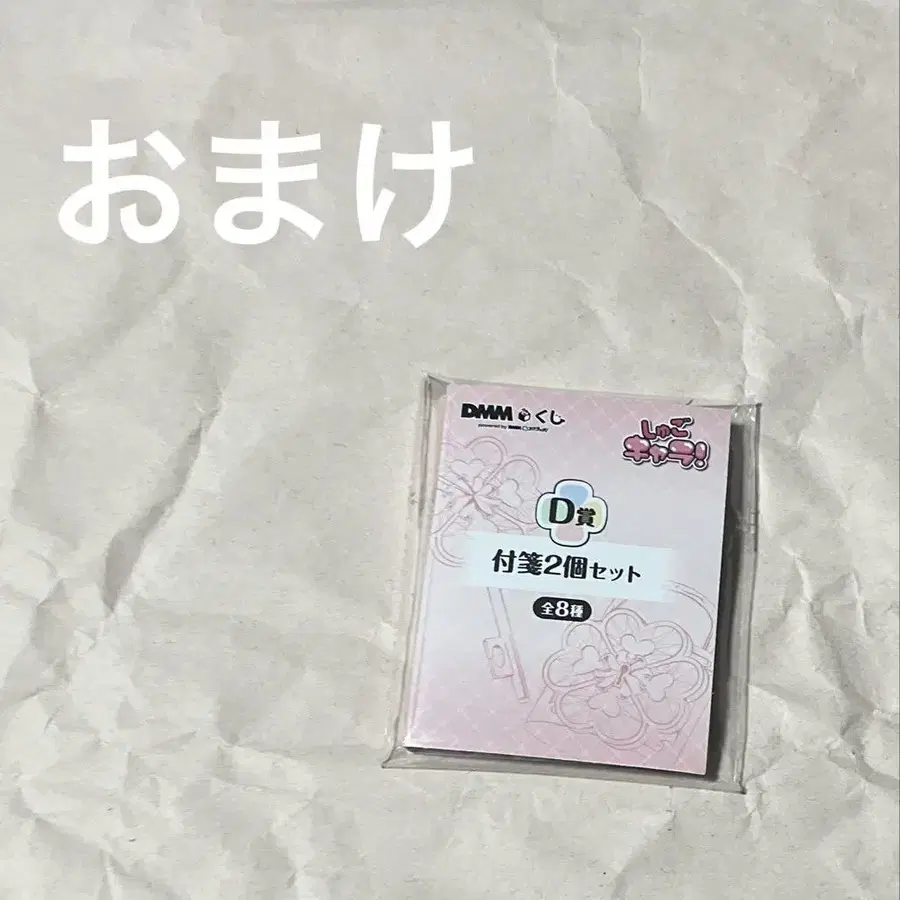 おまけ
DMMくじ
しゅご
キャラ!
D賞
付箋2個セット
全8種